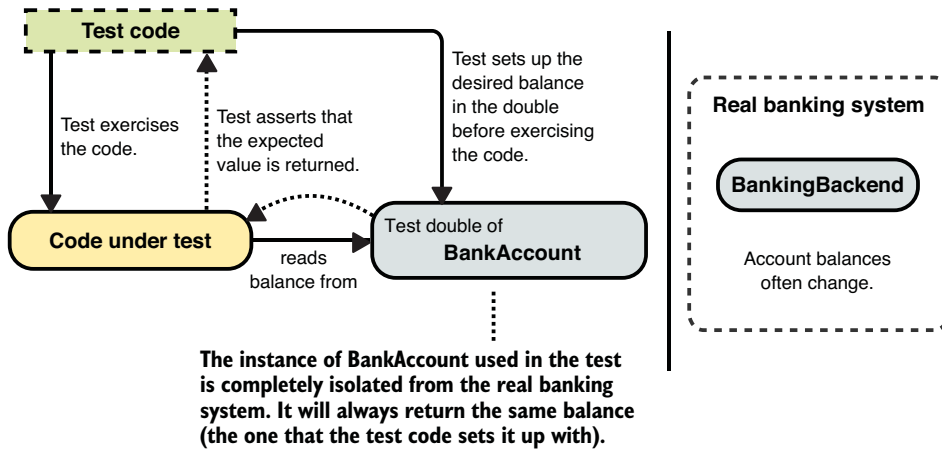 Test code
Test exercises
the code.
Test asserts that
the expected
value is returned.
Test sets up the
desired balance
in the double
before exercising
the code.
Code under test
reads
balance from
Test double of
BankAccount
The instance of BankAccount used in the test
is completely isolated from the real banking
system. It will always return the same balance
(the one that the test code sets it up with).
Real banking system
BankingBackend
Account balances
often change.